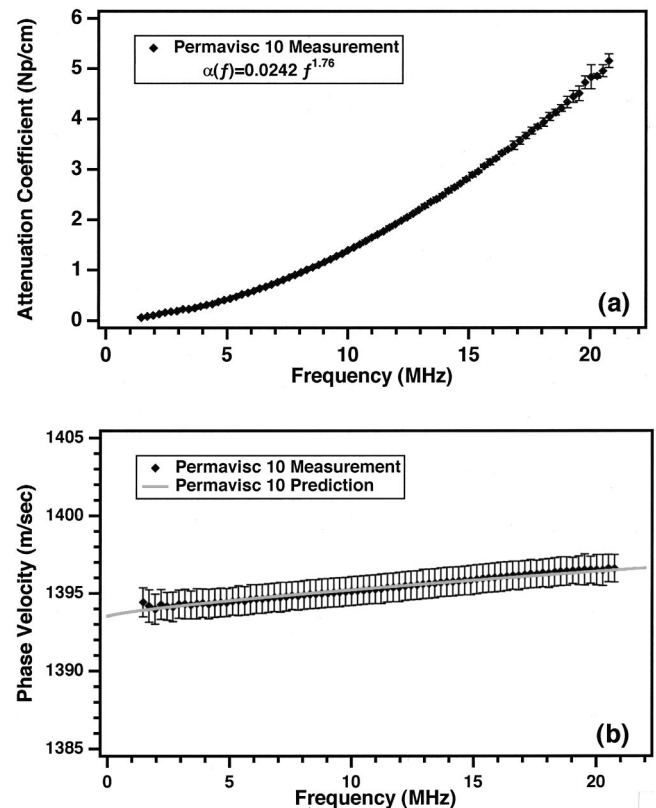 6
5
4
3
2
1
0
Attenuation Coefficient (Np/cm)
Permavisc 10 Measurement
α(f)=0.0242 f^1.76
(a)
0 5 10 15 20
Frequency (MHz)
1405
1400
1395
1390
1385
Phase Velocity (m/sec)
Permavisc 10 Measurement
Permavisc 10 Prediction
(b)
0 5 10 15 20
Frequency (MHz)